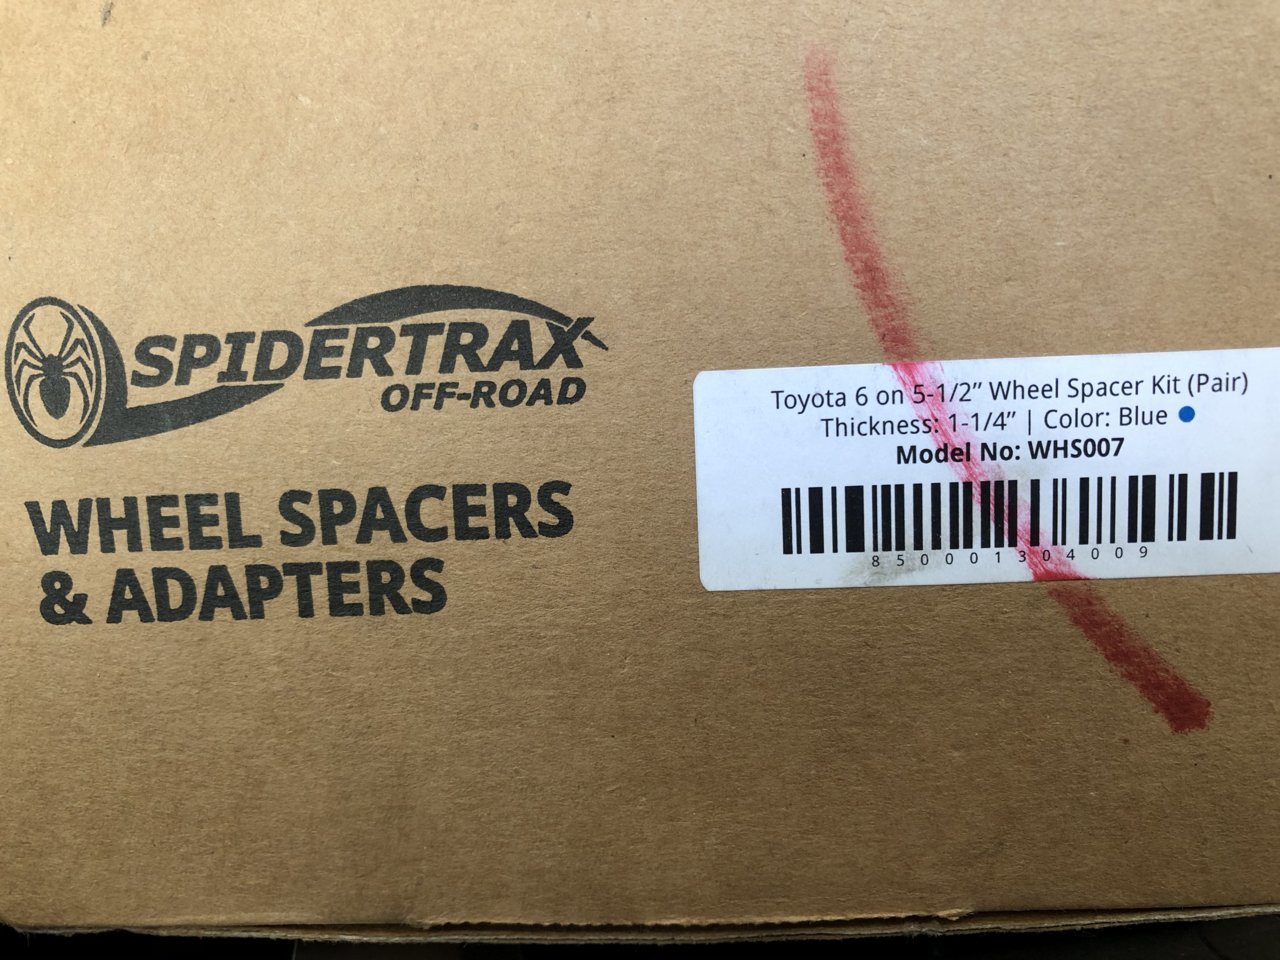 SPIDERTRAX
OFF-ROAD
WHEEL SPACERS
& ADAPTERS
Toyota 6 on 5-1/2” Wheel Spacer Kit (Pair)
Thickness: 1-1/4” | Color: Blue
Model No: WHS007
850001304009